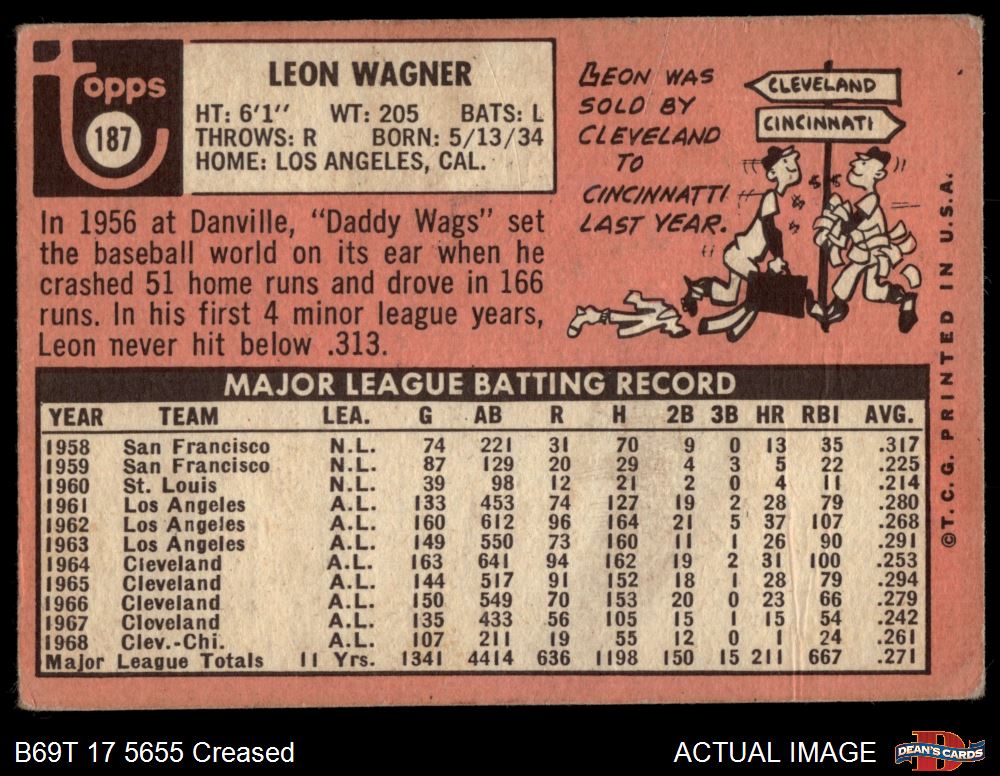 topps
187
LEON WAGNER
HT: 6'1" WT: 205 BATS: L
THROWS: R BORN: 5/13/34
HOME: LOS ANGELES, CAL.
In 1956 at Danville, "Daddy Wags" set
the baseball world on its ear when he
crashed 51 home runs and drove in 166
runs. In his first 4 minor league years,
Leon never hit below .313.
LEON WAS
SOLD BY
CLEVELAND
TO
CINCINNATTI
LAST YEAR.
CLEVELAND
CINCINNATI
$ $
$
$
MAJOR LEAGUE BATTING RECORD
YEAR TEAM LEA. G AB R H 2B 3B HR RBI AVG.
1958 San Francisco N.L. 74 221 31 70 9 0 13 35 .317
1959 San Francisco N.L. 87 129 20 29 4 3 5 22 .225
1960 St. Louis N.L. 39 98 12 21 2 0 4 11 .214
1961 Los Angeles A.L. 133 453 74 127 19 2 28 79 .280
1962 Los Angeles A.L. 160 612 96 164 21 5 37 107 .268
1963 Los Angeles A.L. 149 550 73 160 11 1 26 90 .291
1964 Cleveland A.L. 163 641 94 162 19 2 31 100 .253
1965 Cleveland A.L. 144 517 91 152 18 1 28 79 .294
1966 Cleveland A.L. 150 549 70 153 20 0 23 66 .279
1967 Cleveland A.L. 135 433 56 105 15 1 15 54 .242
1968 Clev.-Chi. A.L. 107 211 19 55 12 0 1 24 .261
Major League Totals 11 Yrs. 1341 4414 636 1198 150 15 211 667 .271
©T.C.G. PRINTED IN U.S.A.
B69T 17 5655 Creased
ACTUAL IMAGE
D
DEAN'S CARDS